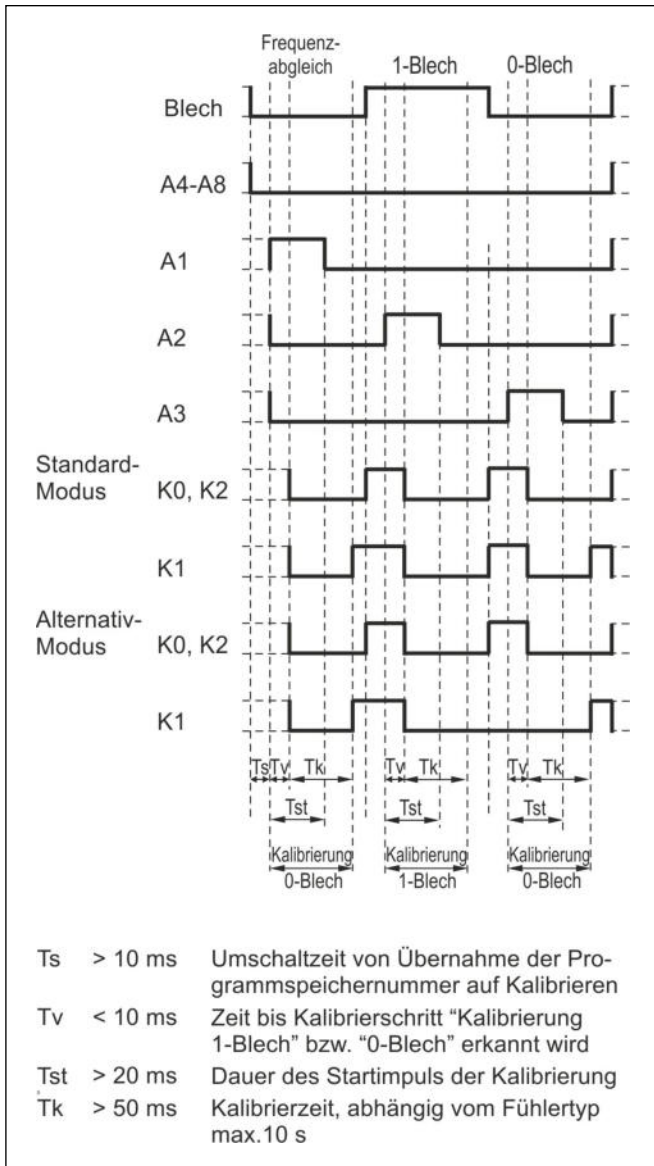 Frequenz-
abgleich
1-Blech
0-Blech
Blech
A4-A8
A1
A2
A3
Standard-
Modus
K0, K2
K1
Alternativ-
Modus
K0, K2
K1
Ts Tv Tk Tv Tk Tv Tk
Tst Tst Tst
Kalibrierung Kalibrierung Kalibrierung
0-Blech 1-Blech 0-Blech
Ts > 10 ms Umschaltzeit von Übernahme der Pro-
grammspeichernummer auf Kalibrieren
Tv < 10 ms Zeit bis Kalibrierschritt “Kalibrierung
1-Blech” bzw. “0-Blech” erkannt wird
Tst > 20 ms Dauer des Startimpuls der Kalibrierung
Tk > 50 ms Kalibrierzeit, abhängig vom Fühlertyp
max.10 s